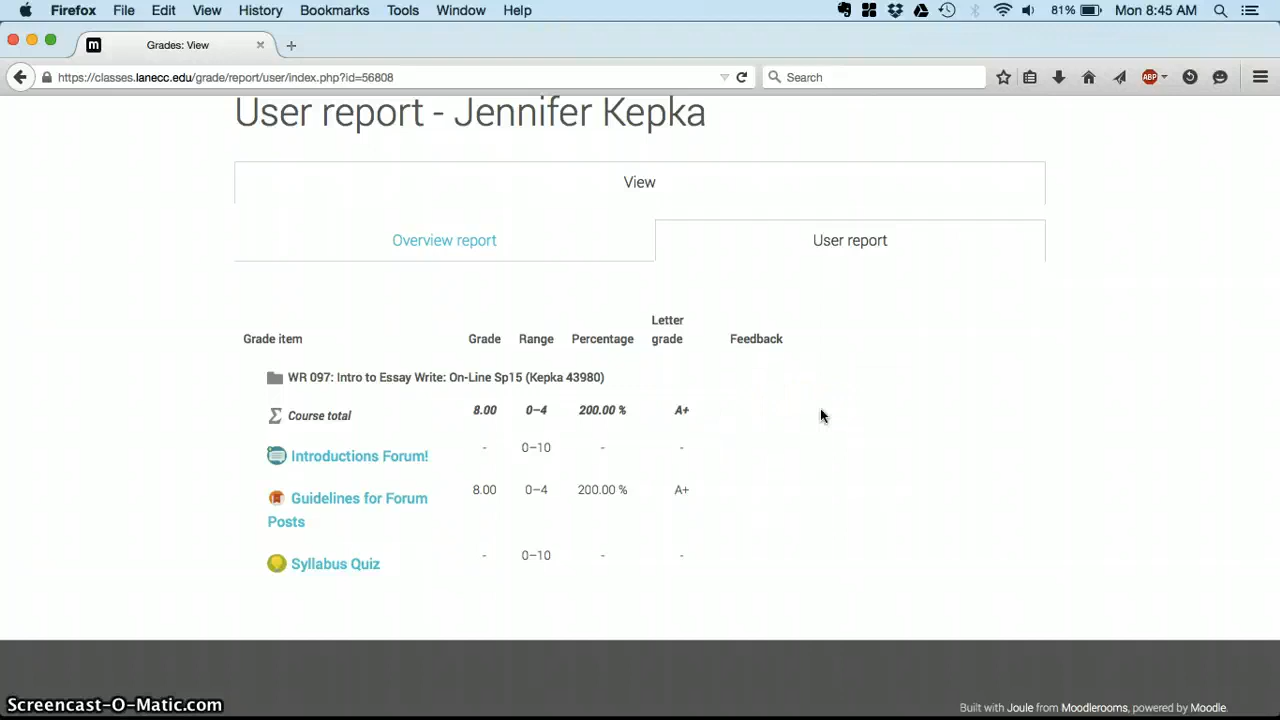 Firefox File Edit View History Bookmarks Tools Window Help 81% Mon 8:45 AM
m Grades: View
https://classes.lanecc.edu/grade/report/user/index.php?id=56808 Search ABP
User report - Jennifer Kepka
View
Overview report User report
Grade item Grade Range Percentage Letter grade Feedback
WR 097: Intro to Essay Write: On-Line Sp15 (Kepka 43980)
Σ Course total 8.00 0–4 200.00 % A+
Introductions Forum! - 0–10 - -
Guidelines for Forum 8.00 0–4 200.00 % A+
Posts
Syllabus Quiz - 0–10 - -
Screencast-O-Matic.com
Built with Joule from Moodlerooms, powered by Moodle.